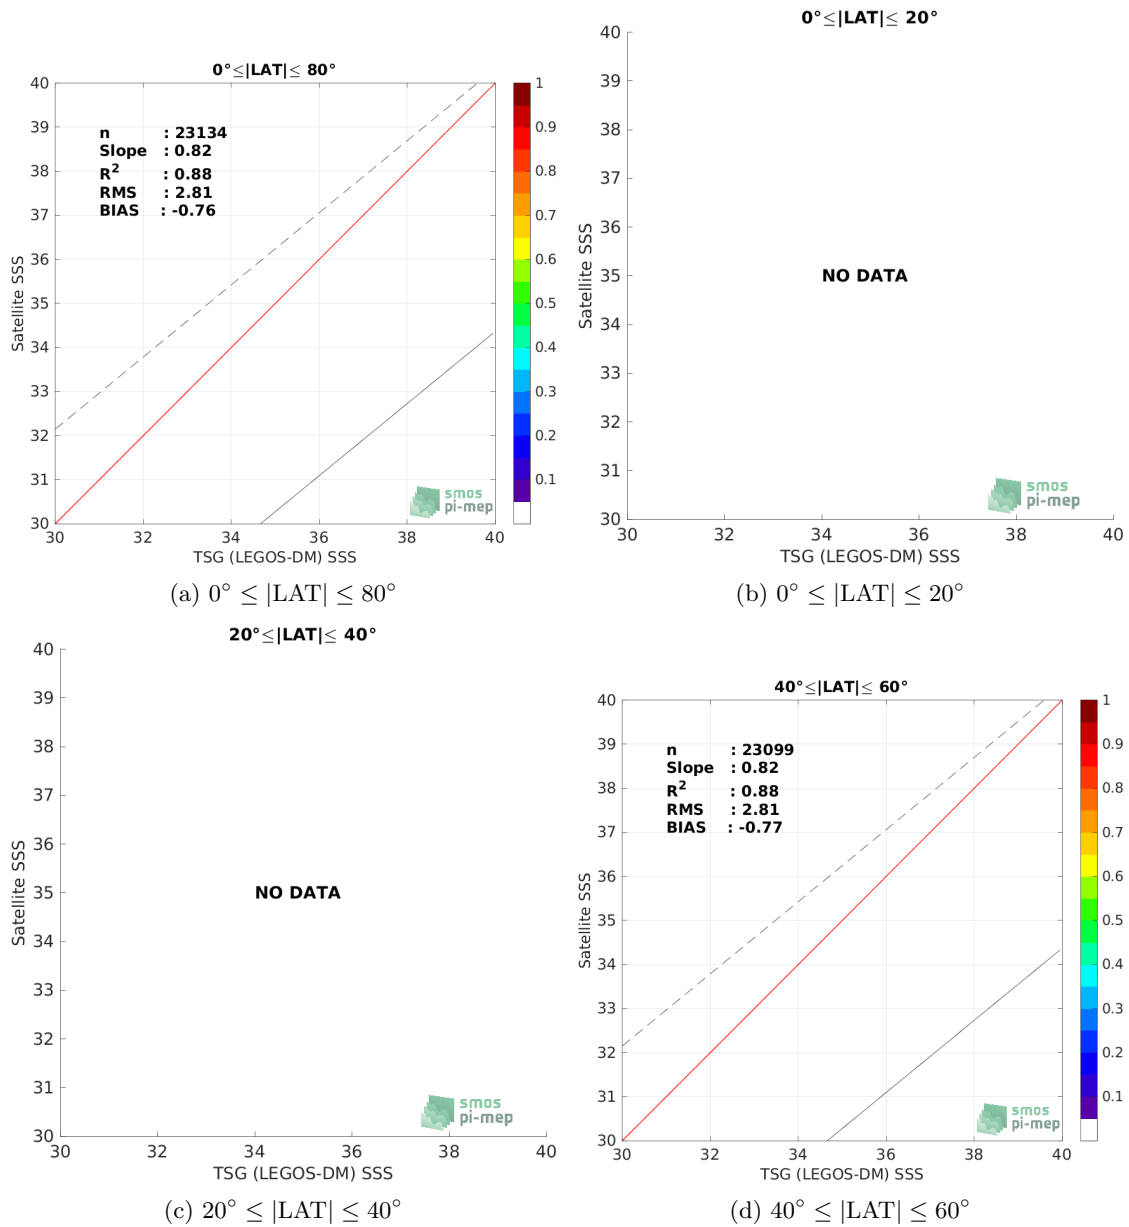 0°≤|LAT|≤ 80°
40
39
38
37
36
35
34
33
32
31
30
Satellite SSS
n : 23134
Slope : 0.82
R² : 0.88
RMS : 2.81
BIAS : -0.76
smos
pi-mep
30 32 34 36 38 40
TSG (LEGOS-DM) SSS
1
0.9
0.8
0.7
0.6
0.5
0.4
0.3
0.2
0.1
(a) 0° ≤ |LAT| ≤ 80°
0°≤|LAT|≤ 20°
40
39
38
37
36
35
34
33
32
31
30
Satellite SSS
NO DATA
smos
pi-mep
30 32 34 36 38 40
TSG (LEGOS-DM) SSS
(b) 0° ≤ |LAT| ≤ 20°
20°≤|LAT|≤ 40°
40
39
38
37
36
35
34
33
32
31
30
Satellite SSS
NO DATA
smos
pi-mep
30 32 34 36 38 40
TSG (LEGOS-DM) SSS
(c) 20° ≤ |LAT| ≤ 40°
40°≤|LAT|≤ 60°
40
39
38
37
36
35
34
33
32
31
30
Satellite SSS
n : 23099
Slope : 0.82
R² : 0.88
RMS : 2.81
BIAS : -0.77
smos
pi-mep
30 32 34 36 38 40
TSG (LEGOS-DM) SSS
1
0.9
0.8
0.7
0.6
0.5
0.4
0.3
0.2
0.1
(d) 40° ≤ |LAT| ≤ 60°